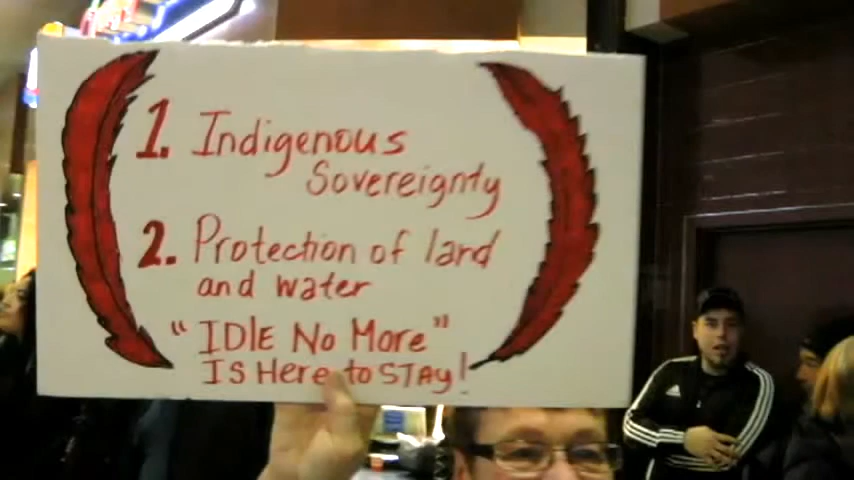 1. Indigenous
Sovereignty
2. Protection of land
and water
"IDLE No More"
IS Here to STAy!